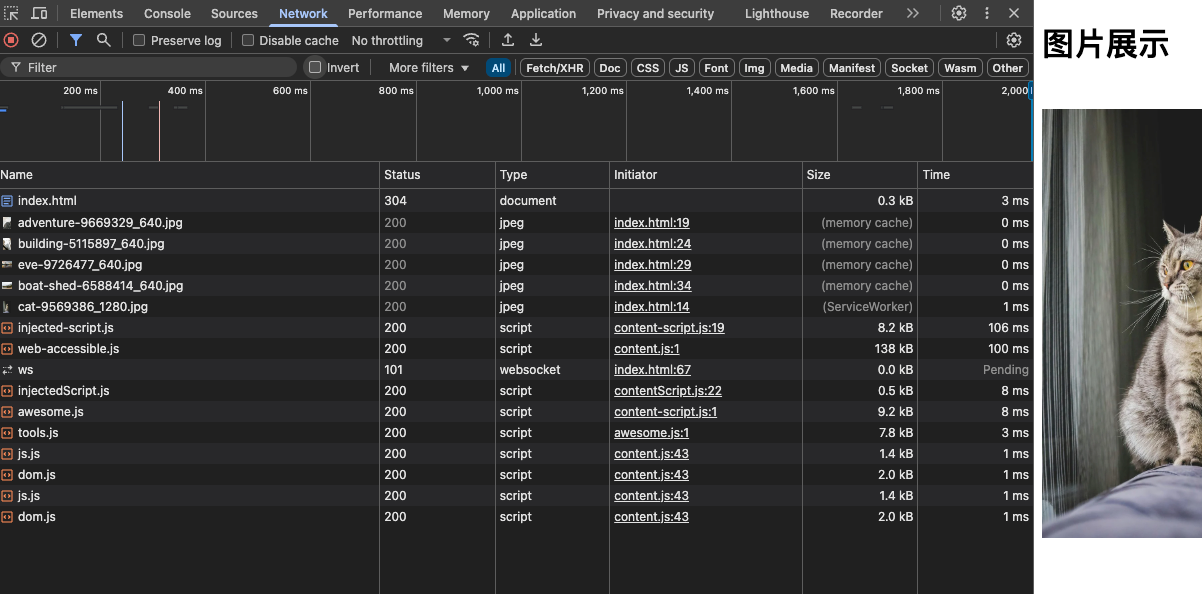 Elements Console Sources Network Performance Memory Application Privacy and security Lighthouse Recorder
Preserve log Disable cache No throttling
Filter Invert More filters All Fetch/XHR Doc CSS JS Font Img Media Manifest Socket Wasm Other
200 ms 400 ms 600 ms 800 ms 1,000 ms 1,200 ms 1,400 ms 1,600 ms 1,800 ms 2,000
Name Status Type Initiator Size Time
index.html 304 document 0.3 kB 3 ms
adventure-9669329_640.jpg 200 jpeg index.html:19 (memory cache) 0 ms
building-5115897_640.jpg 200 jpeg index.html:24 (memory cache) 0 ms
eve-9726477_640.jpg 200 jpeg index.html:29 (memory cache) 0 ms
boat-shed-6588414_640.jpg 200 jpeg index.html:34 (memory cache) 0 ms
cat-9569386_1280.jpg 200 jpeg index.html:14 (ServiceWorker) 1 ms
injected-script.js 200 script content-script.js:19 8.2 kB 106 ms
web-accessible.js 200 script content.js:1 138 kB 100 ms
ws 101 websocket index.html:67 0.0 kB Pending
injectedScript.js 200 script contentScript.js:22 0.5 kB 8 ms
awesome.js 200 script content-script.js:1 9.2 kB 8 ms
tools.js 200 script awesome.js:1 7.8 kB 3 ms
js.js 200 script content.js:43 1.4 kB 1 ms
dom.js 200 script content.js:43 2.0 kB 1 ms
js.js 200 script content.js:43 1.4 kB 1 ms
dom.js 200 script content.js:43 2.0 kB 1 ms
图片展示